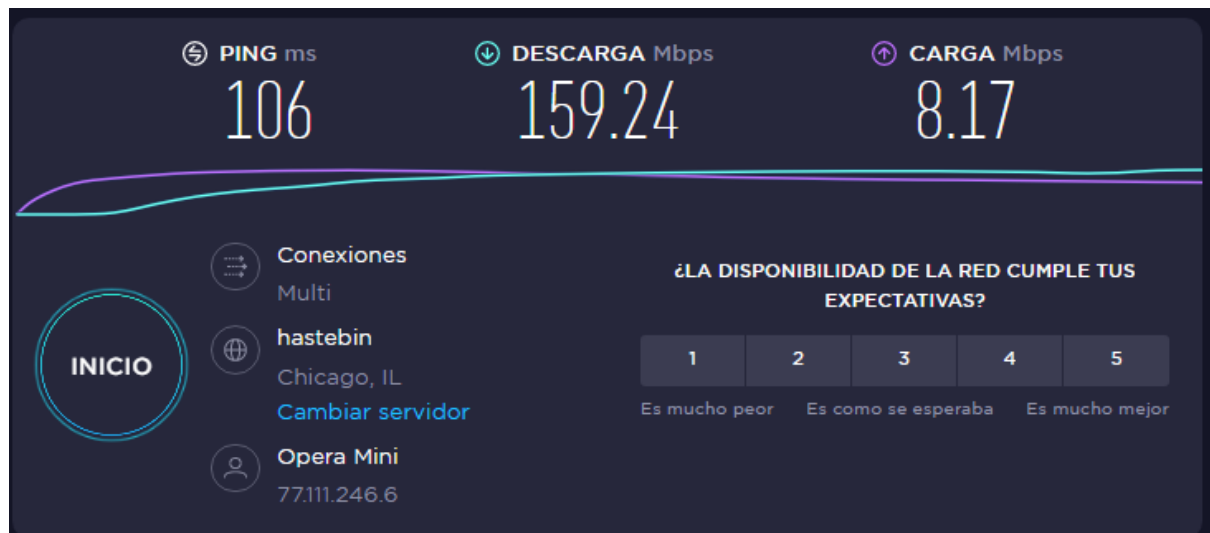 PING ms
106
DESCARGA Mbps
159.24
CARGA Mbps
8.17
INICIO
Conexiones
Multi
hastebin
Chicago, IL
Cambiar servidor
Opera Mini
77.111.246.6
¿LA DISPONIBILIDAD DE LA RED CUMPLE TUS
EXPECTATIVAS?
1 2 3 4 5
Es mucho peor Es como se esperaba Es mucho mejor